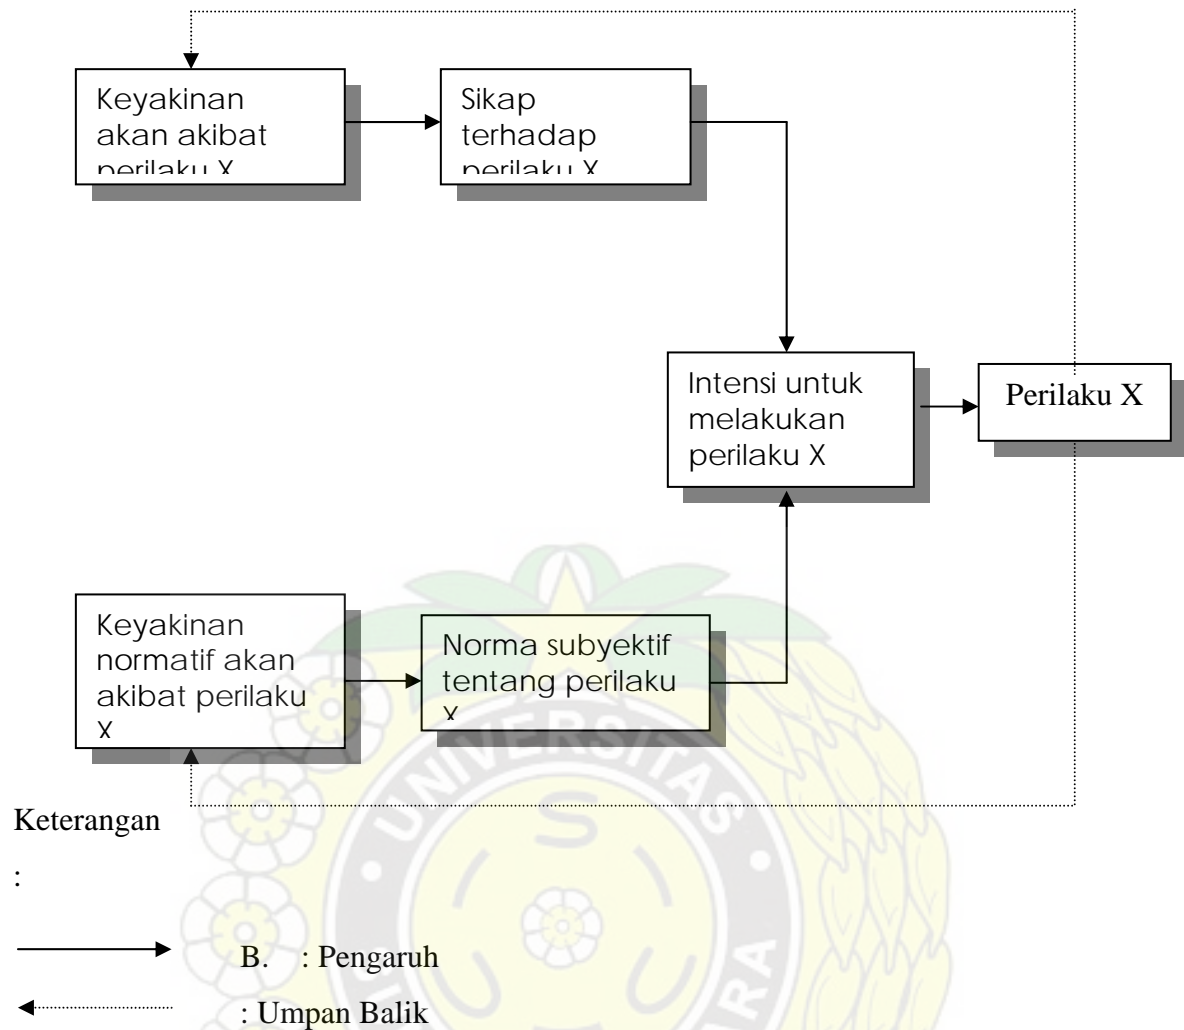 Keyakinan
akan akibat
perilaku X
Sikap
terhadap
perilaku X
Intensi untuk
melakukan
perilaku X
Perilaku X
Keyakinan
normatif akan
akibat perilaku
X
Norma subyektif
tentang perilaku
X
Keterangan
:
B. : Pengaruh
: Umpan Balik
UNIVERSITAS
S
U